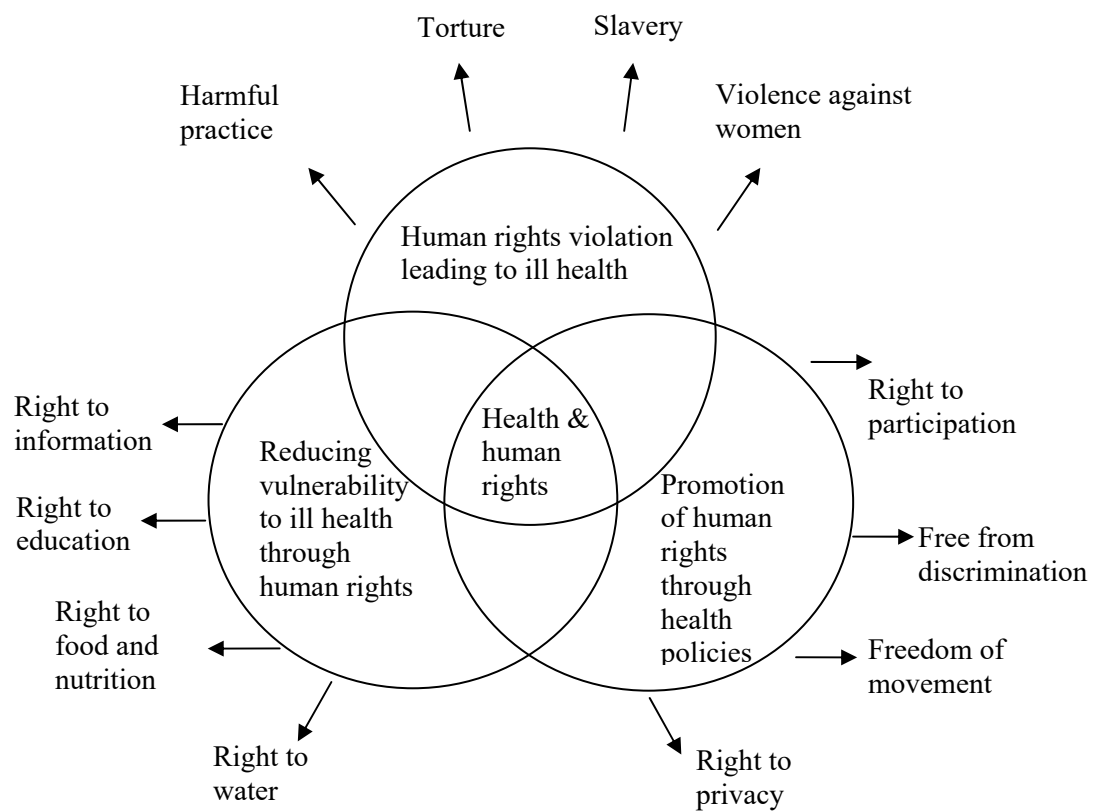 Torture
Slavery
Harmful
practice
Violence against
women
Human rights violation
leading to ill health
Right to
participation
Right to
information
Health &
human
rights
Reducing
vulnerability
to ill health
through
human rights
Promotion
of human
rights
through
health
policies
Right to
education
Free from
discrimination
Right to
food and
nutrition
Freedom of
movement
Right to
water
Right to
privacy